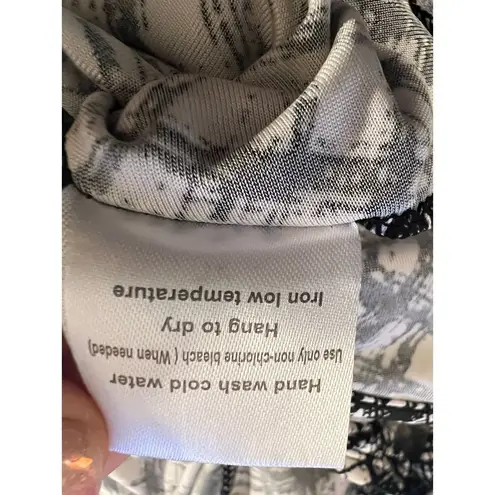 Hand wash cold water
Use only non-chlorine bleach ( When needed)
Hang to dry
Iron low temperature